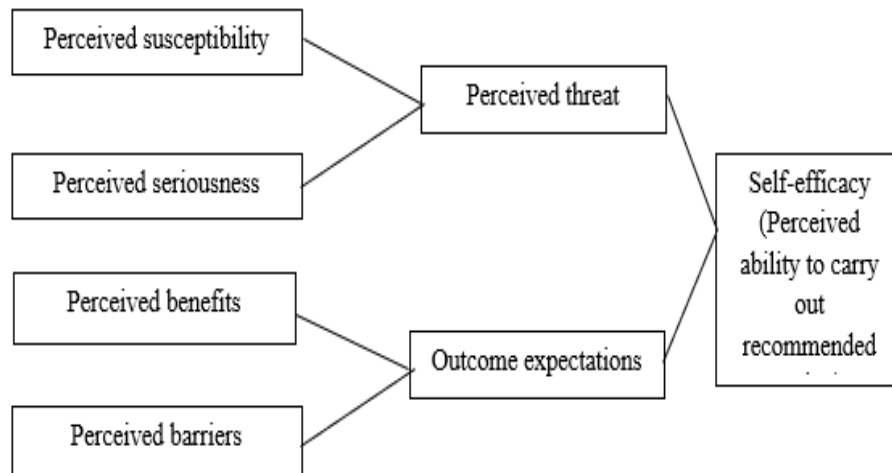 Perceived susceptibility
Perceived seriousness
Perceived benefits
Perceived barriers
Perceived threat
Outcome expectations
Self-efficacy
(Perceived
ability to carry
out
recommended